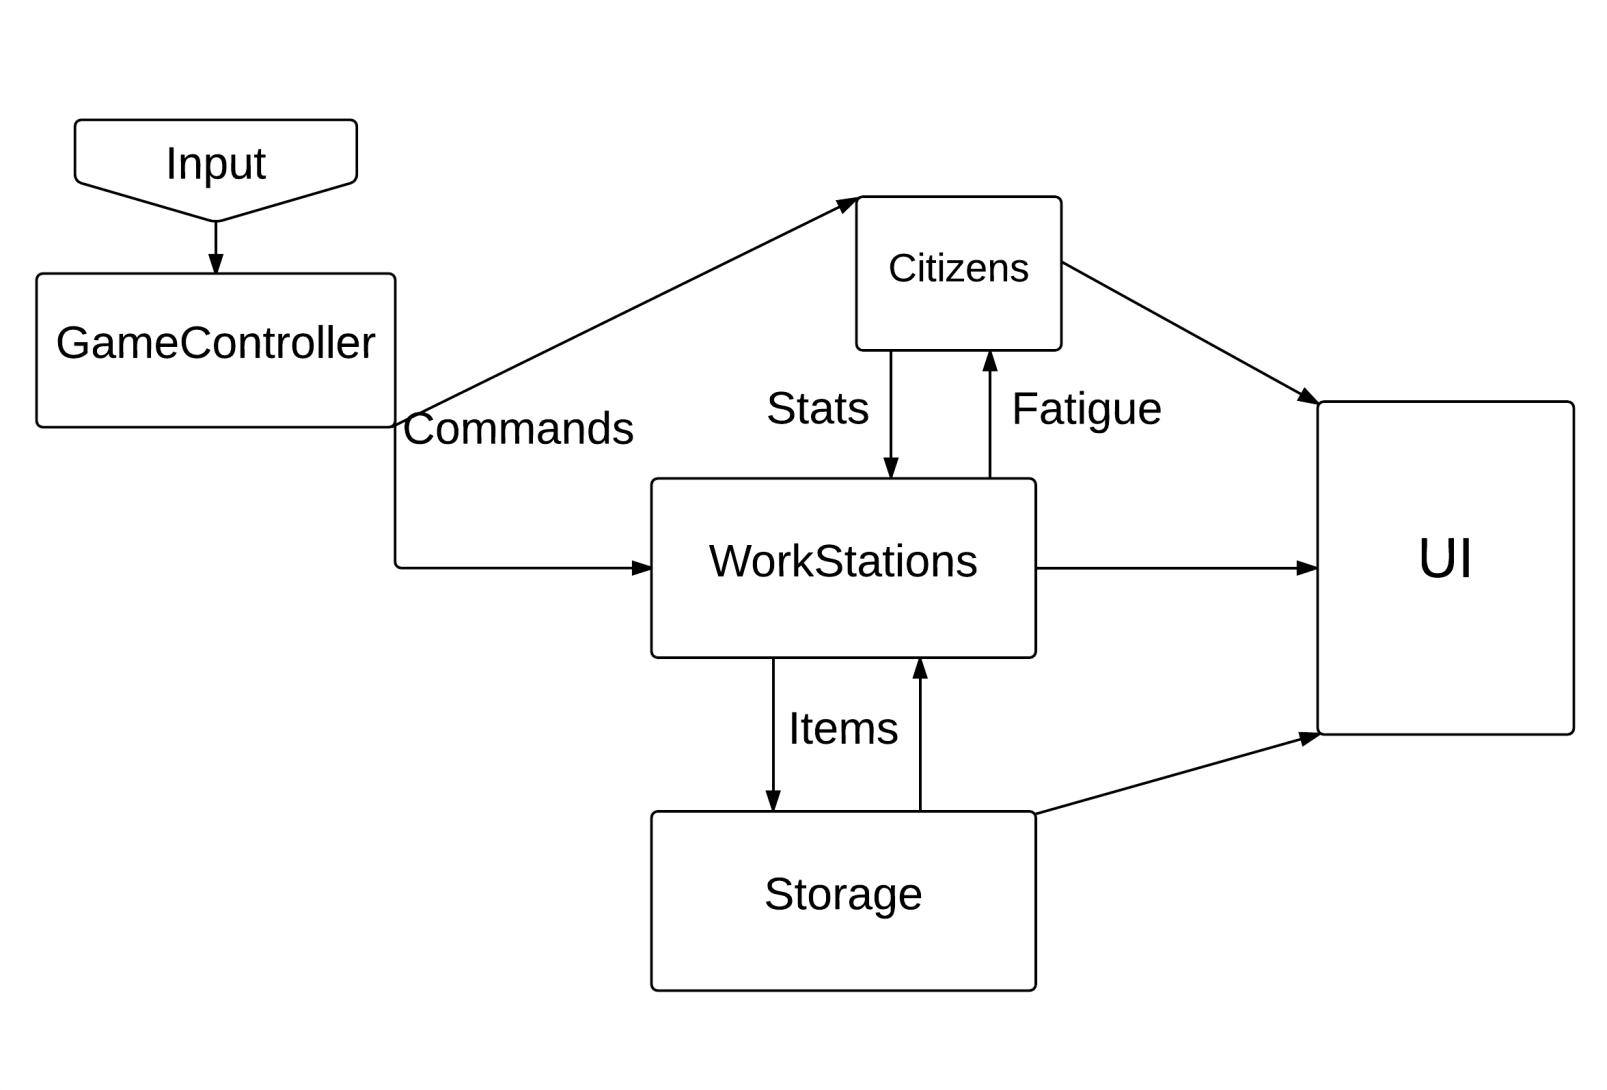 Input
GameController
Commands
Citizens
Stats
Fatigue
WorkStations
UI
Items
Storage